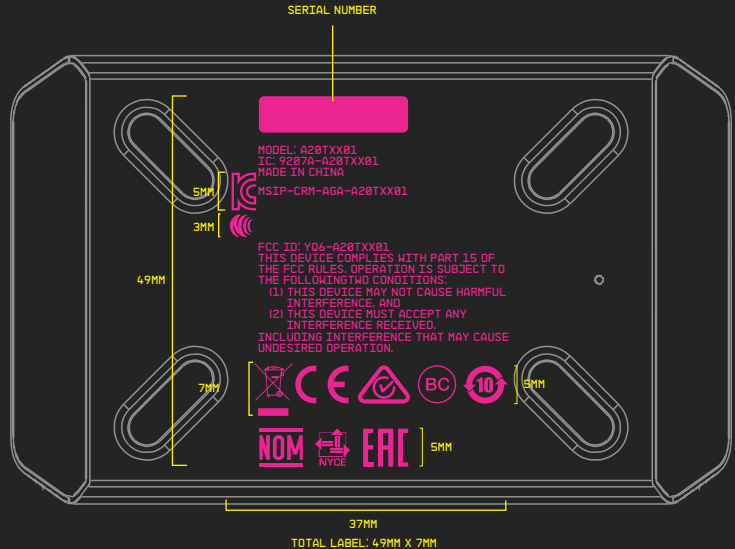 SERIAL NUMBER
MODEL: A20TXX01
IC: 9207A-A20TXX01
MADE IN CHINA
5MM
MSIP-CRM-AGA-A20TXX01
3MM
FCC ID: YQ6-A20TXX01
THIS DEVICE COMPLIES WITH PART 15 OF
THE FCC RULES. OPERATION IS SUBJECT TO
THE FOLLOWINGTWO CONDITIONS:
(1) THIS DEVICE MAY NOT CAUSE HARMFUL
INTERFERENCE, AND
(2) THIS DEVICE MUST ACCEPT ANY
INTERFERENCE RECEIVED,
INCLUDING INTERFERENCE THAT MAY CAUSE
UNDESIRED OPERATION.
49MM
7MM
CE
BC
10
5MM
NOM
NYCE
EAC
5MM
37MM
TOTAL LABEL: 49MM X 7MM